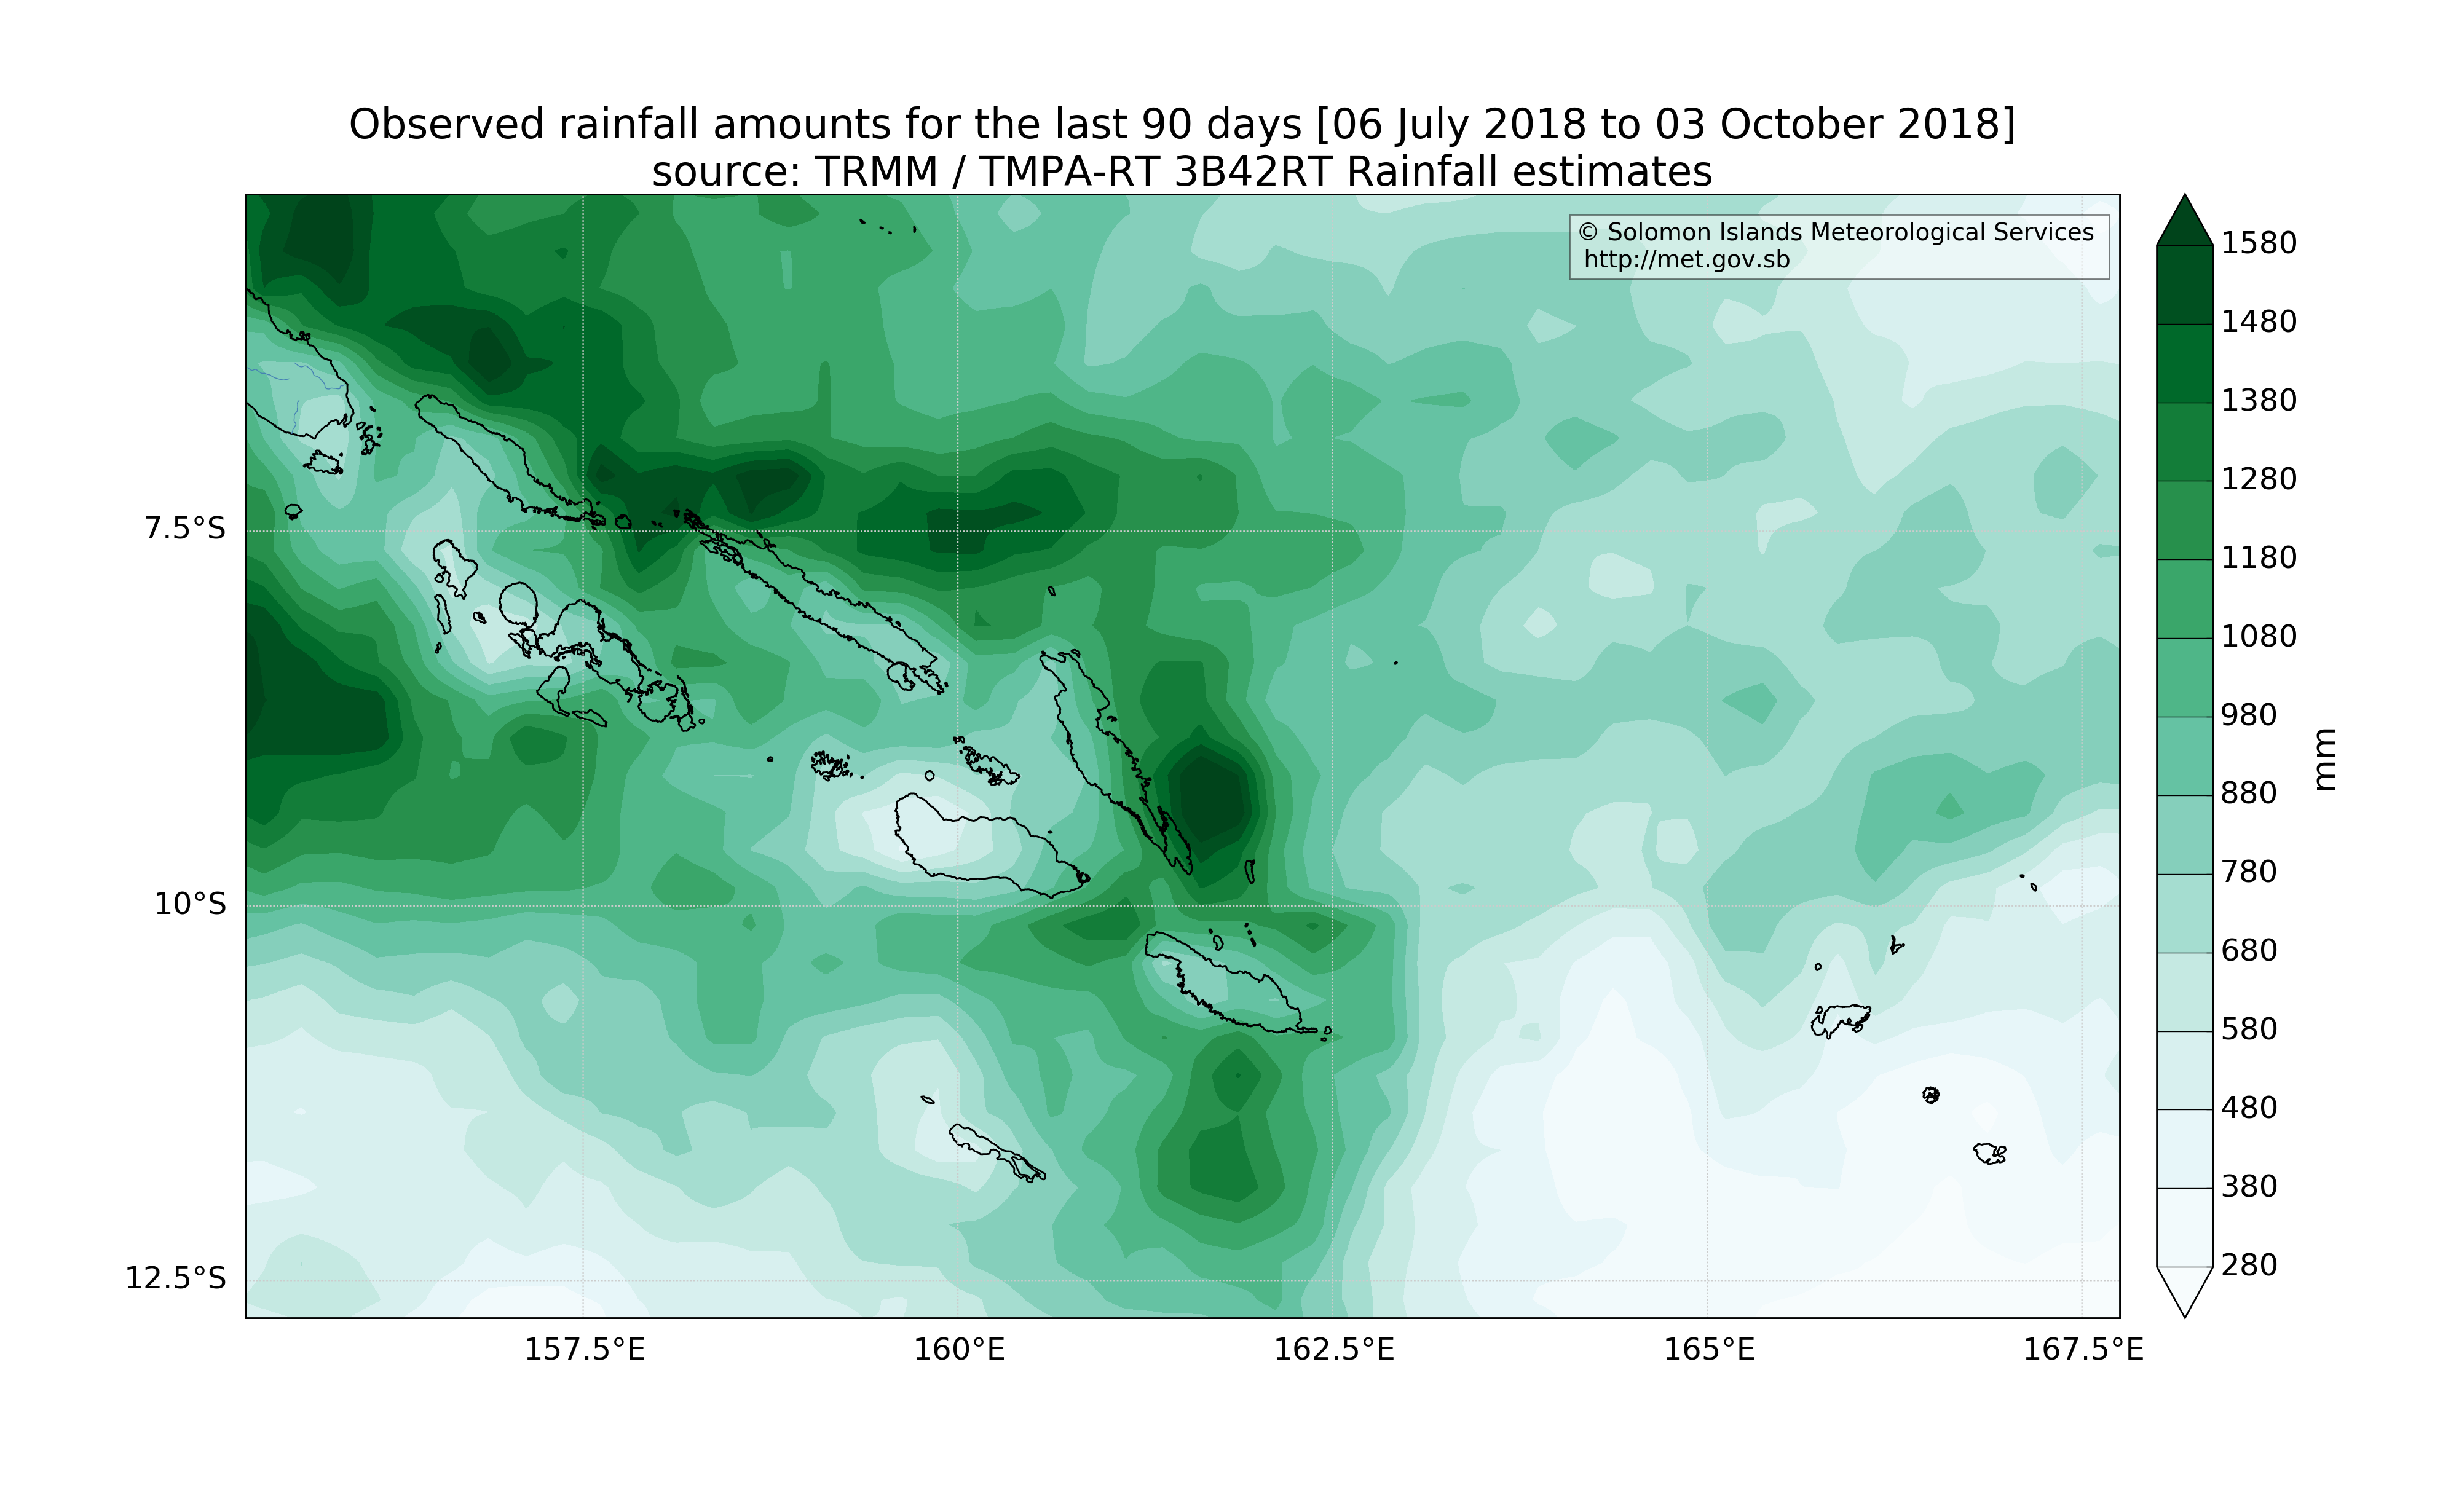 Observed rainfall amounts for the last 90 days [06 July 2018 to 03 October 2018]
source: TRMM / TMPA-RT 3B42RT Rainfall estimates
© Solomon Islands Meteorological Services
http://met.gov.sb
1580
1480
1380
1280
1180
1080
980
880
780
680
580
480
380
280
mm
7.5°S
10°S
12.5°S
157.5°E
160°E
162.5°E
165°E
167.5°E